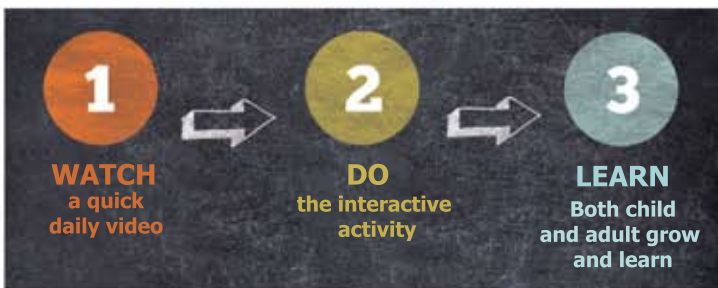 1
WATCH
a quick
daily video
2
DO
the interactive
activity
3
LEARN
Both child
and adult grow
and learn